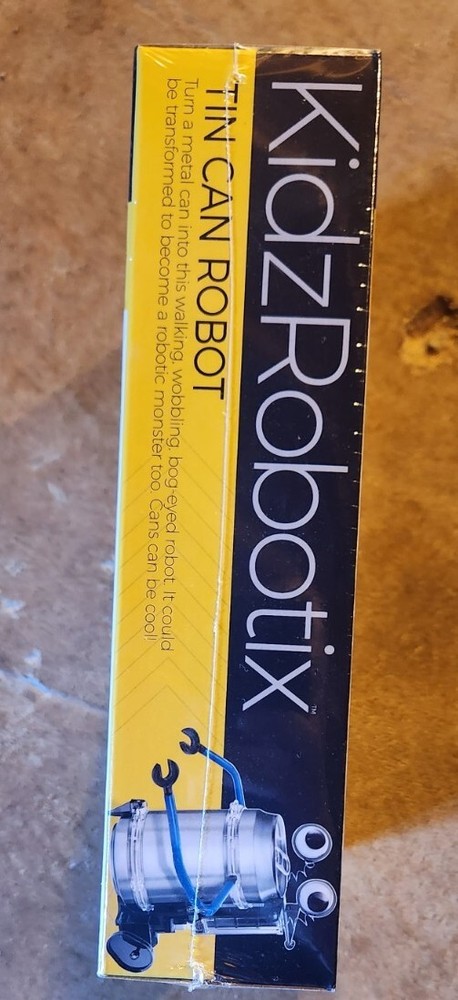 KidzRobotix™
TIN CAN ROBOT
Turn a metal can into this walking, wobbling, bog-eyed robot. It could
be transformed to become a robotic monster too. Cans can be cool!